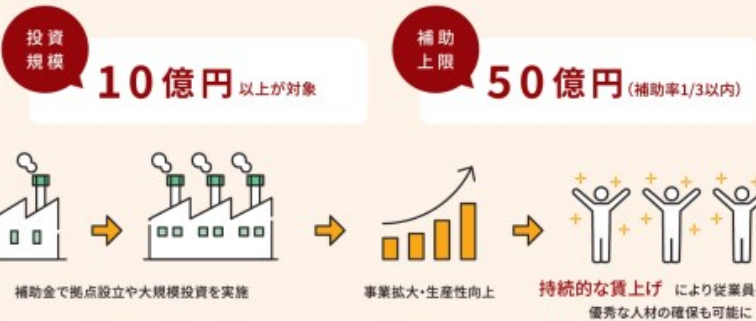 投資
規模
10億円以上が対象
補助
上限
50億円(補助率1/3以内)
補助金で拠点設立や大規模投資を実施
事業拡大・生産性向上
持続的な賃上げ により従業員
優秀な人材の確保も可能に